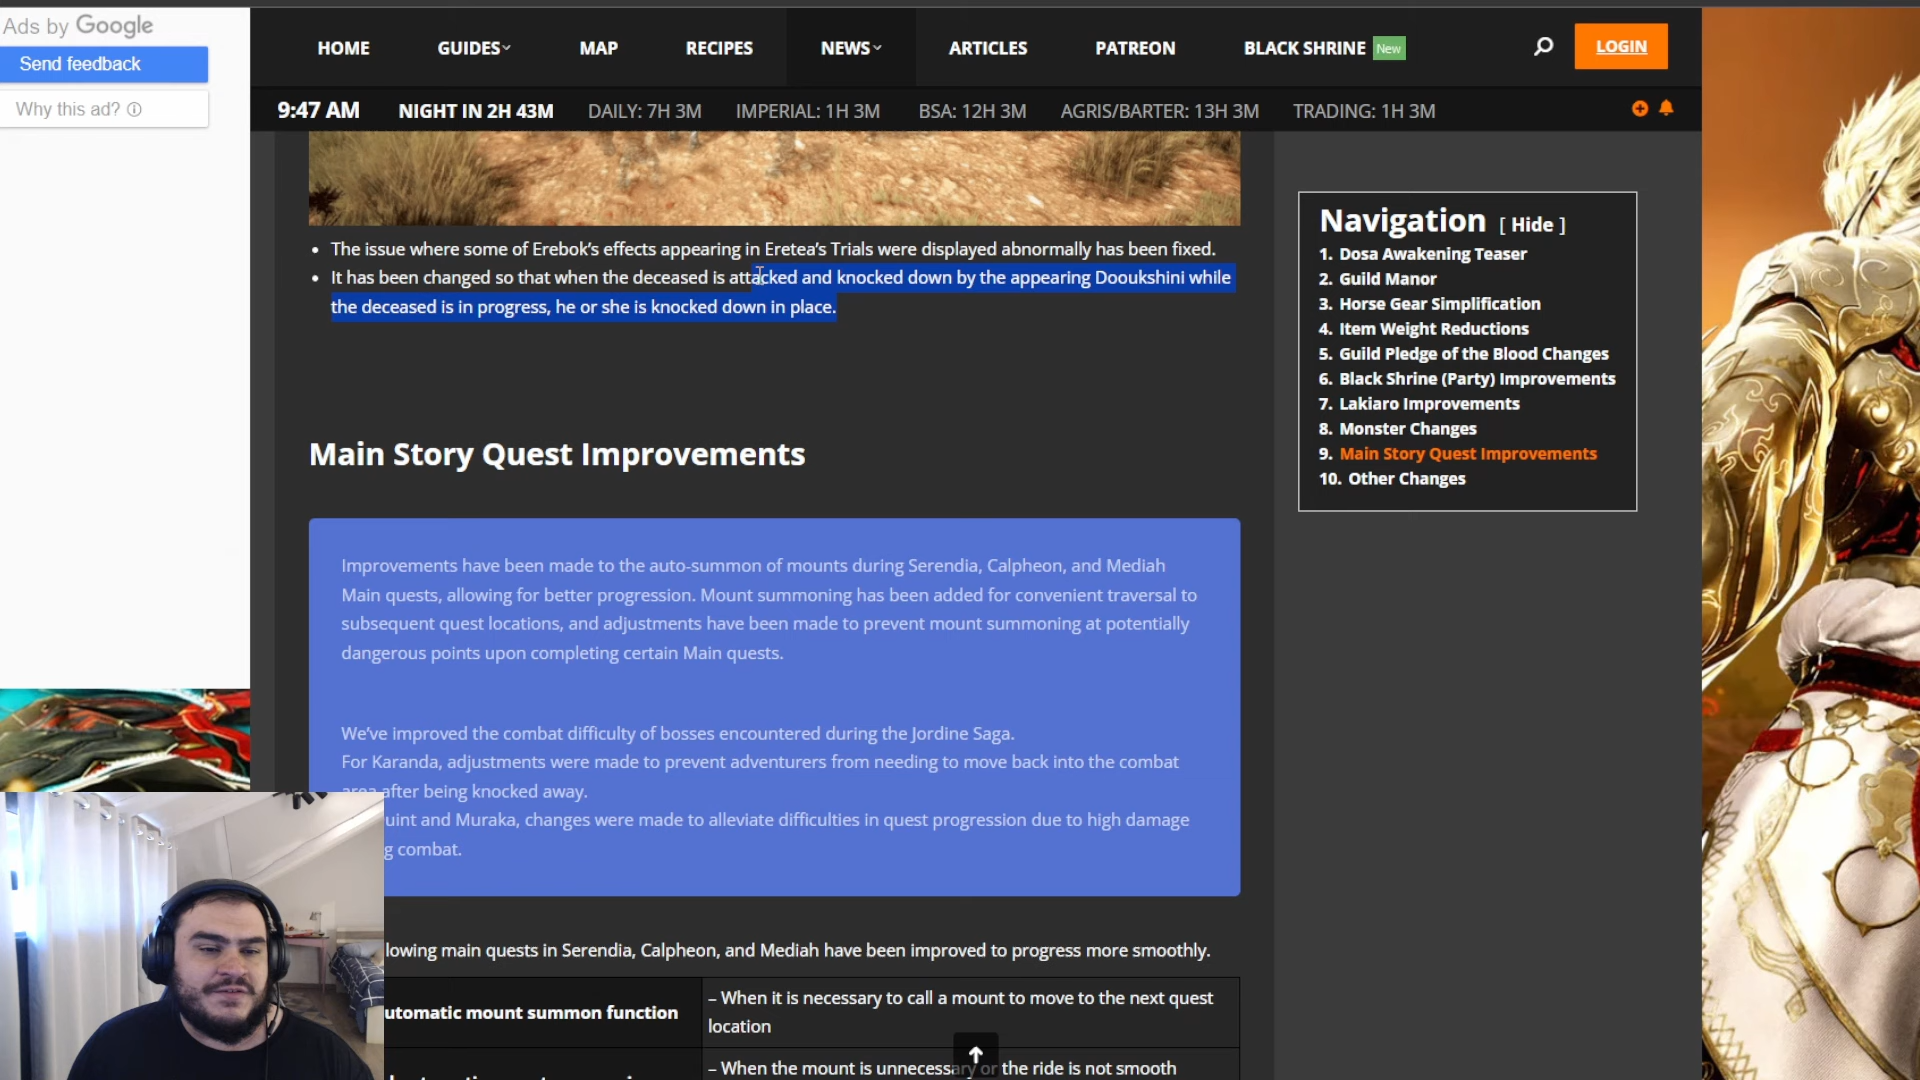 Ads by Google
Send feedback
Why this ad?
HOME GUIDES MAP RECIPES NEWS ARTICLES PATREON BLACK SHRINE New LOGIN
9:47 AM NIGHT IN 2H 43M DAILY: 7H 3M IMPERIAL: 1H 3M BSA: 12H 3M AGRIS/BARTER: 13H 3M TRADING: 1H 3M
• The issue where some of Erebok’s effects appearing in Eretea’s Trials were displayed abnormally has been fixed.
• It has been changed so that when the deceased is attacked and knocked down by the appearing Dooukshini while
the deceased is in progress, he or she is knocked down in place.
Main Story Quest Improvements
Improvements have been made to the auto-summon of mounts during Serendia, Calpheon, and Mediah
Main quests, allowing for better progression. Mount summoning has been added for convenient traversal to
subsequent quest locations, and adjustments have been made to prevent mount summoning at potentially
dangerous points upon completing certain Main quests.
We’ve improved the combat difficulty of bosses encountered during the Jordine Saga.
For Karanda, adjustments were made to prevent adventurers from needing to move back into the combat
area after being knocked away.
uint and Muraka, changes were made to alleviate difficulties in quest progression due to high damage
g combat.
lowing main quests in Serendia, Calpheon, and Mediah have been improved to progress more smoothly.
utomatic mount summon function
– When it is necessary to call a mount to move to the next quest
location
– When the mount is unnecessary or the ride is not smooth
Navigation [ Hide ]
1. Dosa Awakening Teaser
2. Guild Manor
3. Horse Gear Simplification
4. Item Weight Reductions
5. Guild Pledge of the Blood Changes
6. Black Shrine (Party) Improvements
7. Lakiaro Improvements
8. Monster Changes
9. Main Story Quest Improvements
10. Other Changes